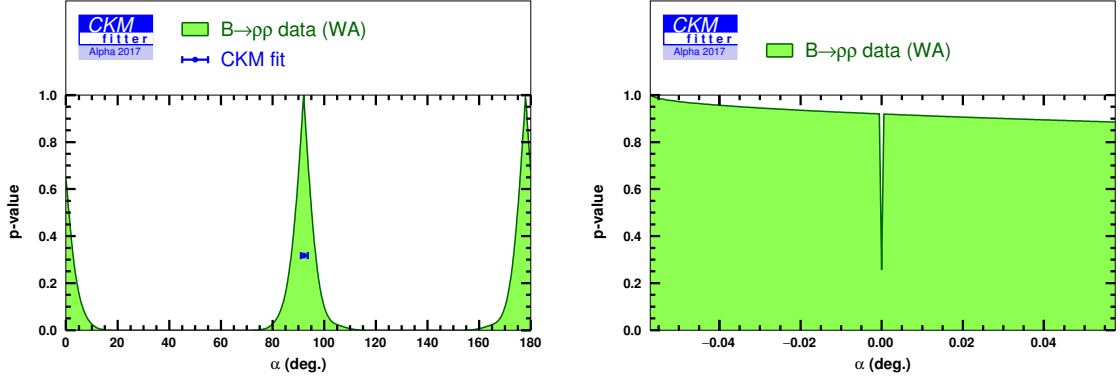 CKM
fitter
Alpha 2017
B→ρρ data (WA)
CKM fit
1.0
0.8
0.6
0.4
0.2
0.0
p-value
0 20 40 60 80 100 120 140 160 180
α (deg.)
CKM
fitter
Alpha 2017
B→ρρ data (WA)
1.0
0.8
0.6
0.4
0.2
0.0
p-value
−0.04 −0.02 0.00 0.02 0.04
α (deg.)